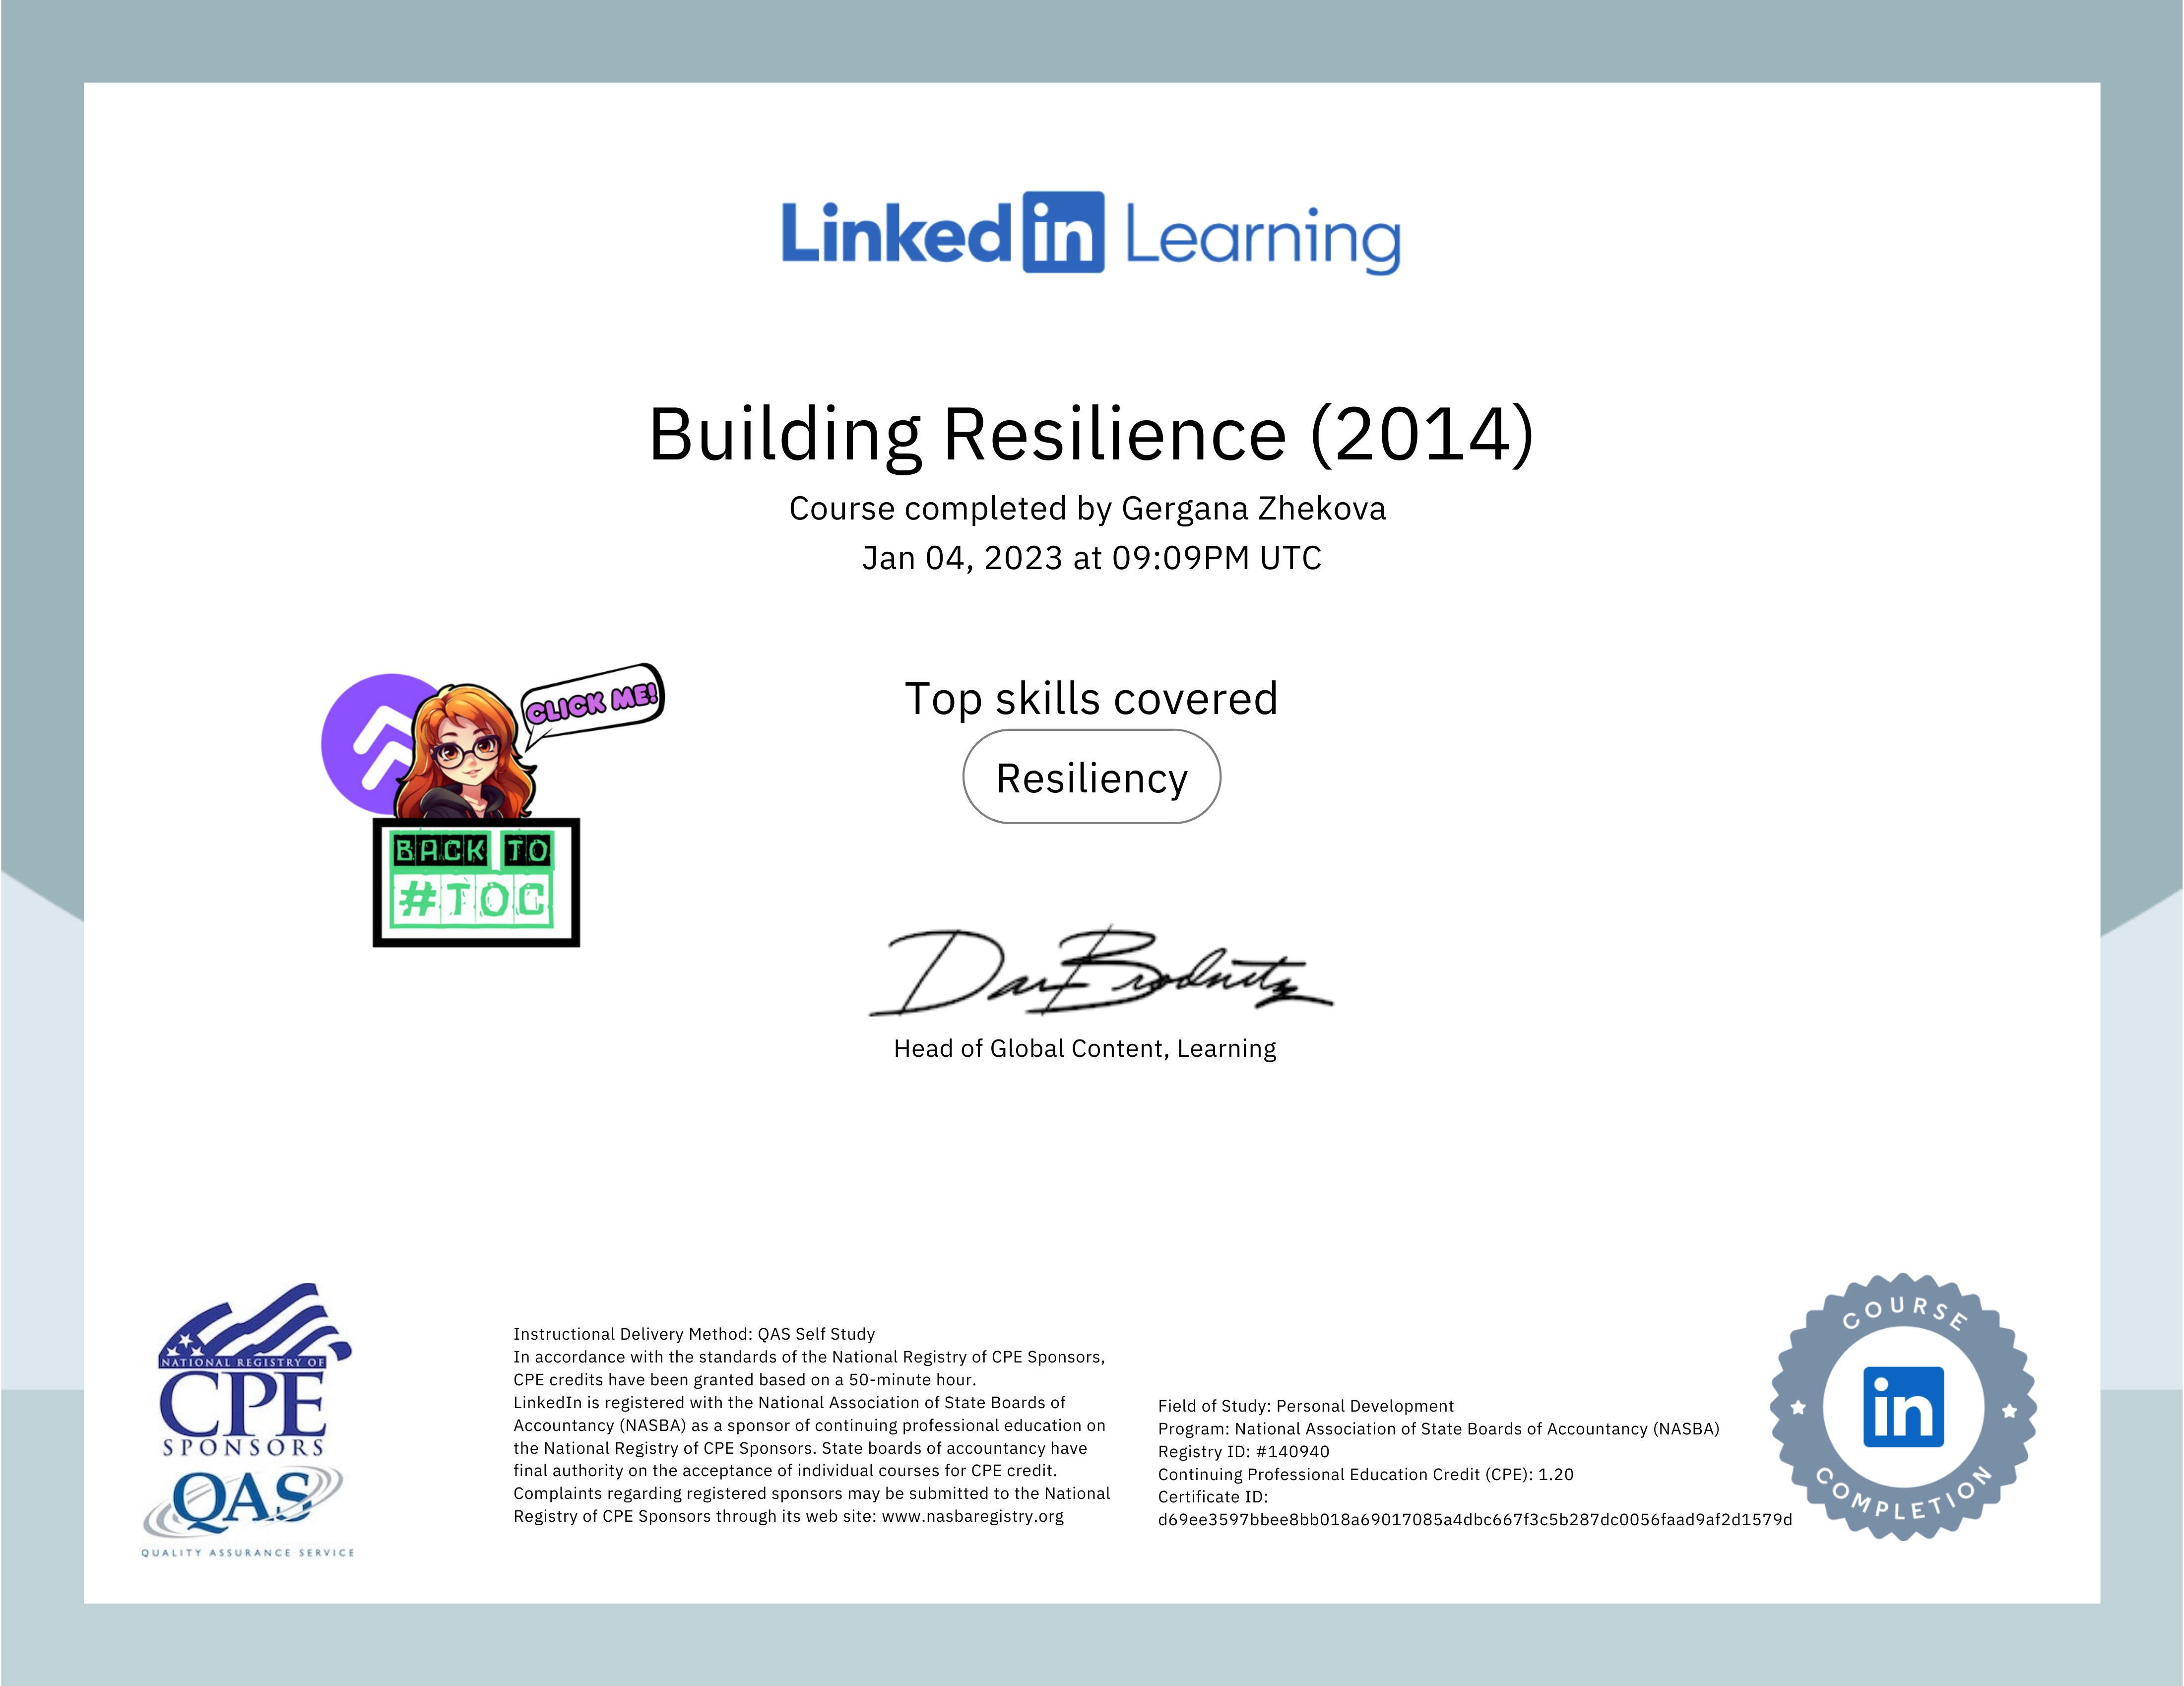 Linked in Learning
Building Resilience (2014)
Course completed by Gergana Zhekova
Jan 04, 2023 at 09:09PM UTC
CLICK ME!
BACK TO
#TOC
Top skills covered
Resiliency
Dan Brodnitz
Head of Global Content, Learning
NATIONAL REGISTRY OF
CPE
SPONSORS
QAS
QUALITY ASSURANCE SERVICE
Instructional Delivery Method: QAS Self Study
In accordance with the standards of the National Registry of CPE Sponsors,
CPE credits have been granted based on a 50-minute hour.
LinkedIn is registered with the National Association of State Boards of
Accountancy (NASBA) as a sponsor of continuing professional education on
the National Registry of CPE Sponsors. State boards of accountancy have
final authority on the acceptance of individual courses for CPE credit.
Complaints regarding registered sponsors may be submitted to the National
Registry of CPE Sponsors through its web site: www.nasbaregistry.org
Field of Study: Personal Development
Program: National Association of State Boards of Accountancy (NASBA)
Registry ID: #140940
Continuing Professional Education Credit (CPE): 1.20
Certificate ID:
d69ee3597bbee8bb018a69017085a4dbc667f3c5b287dc0056faad9af2d1579d
COURSE
in
COMPLETION